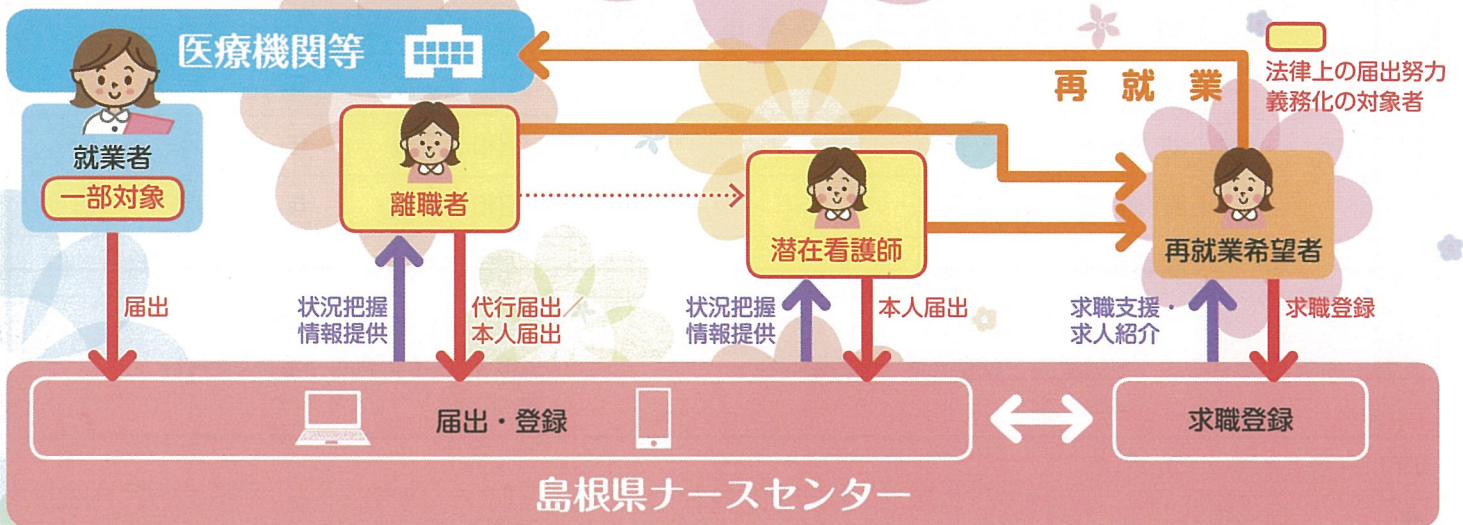 医療機関等
再就業
法律上の届出努力
義務化の対象者
就業者
一部対象
離職者
潜在看護師
再就業希望者
届出
状況把握
情報提供
代行届出／
本人届出
状況把握
情報提供
本人届出
求職支援・
求人紹介
求職登録
届出・登録
求職登録
島根県ナースセンター